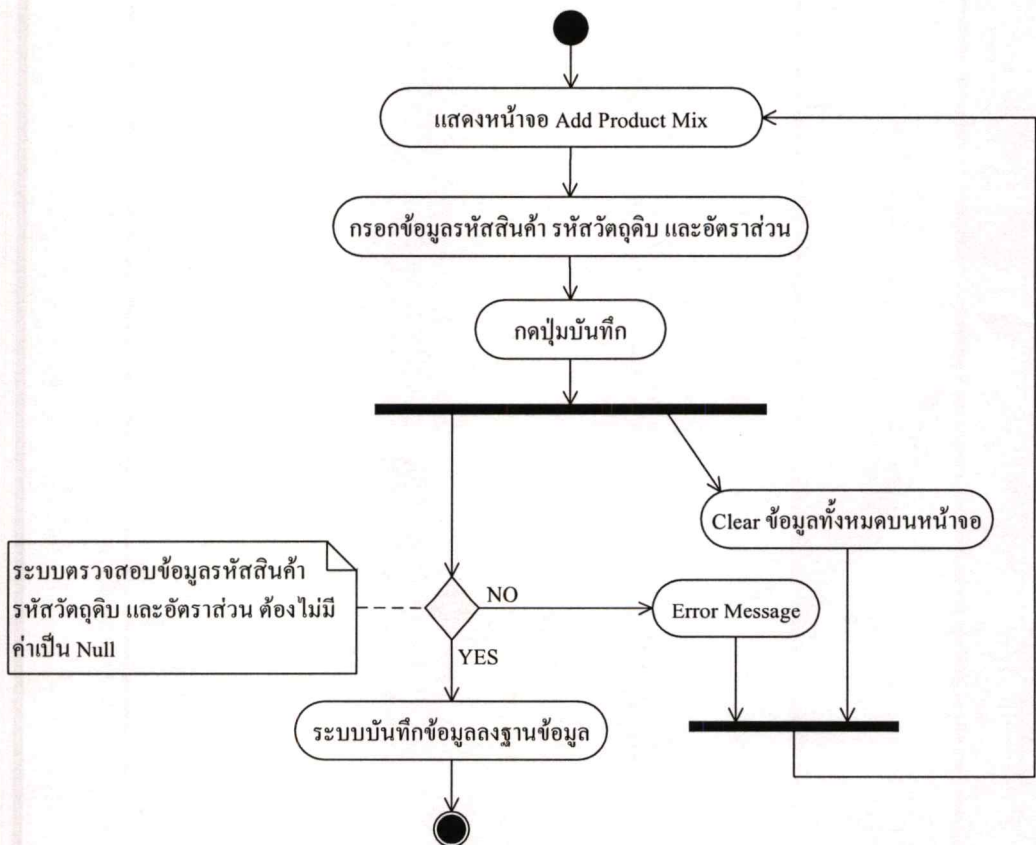 แสดงหน้าจอ Add Product Mix
กรอกข้อมูลรหัสสินค้า รหัสวัตถุดิบ และอัตราส่วน
กดปุ่มบันทึก
Clear ข้อมูลทั้งหมดบนหน้าจอ
ระบบตรวจสอบข้อมูลรหัสสินค้า
รหัสวัตถุดิบ และอัตราส่วน ต้องไม่มี
ค่าเป็น Null
NO
Error Message
YES
ระบบบันทึกข้อมูลลงฐานข้อมูล